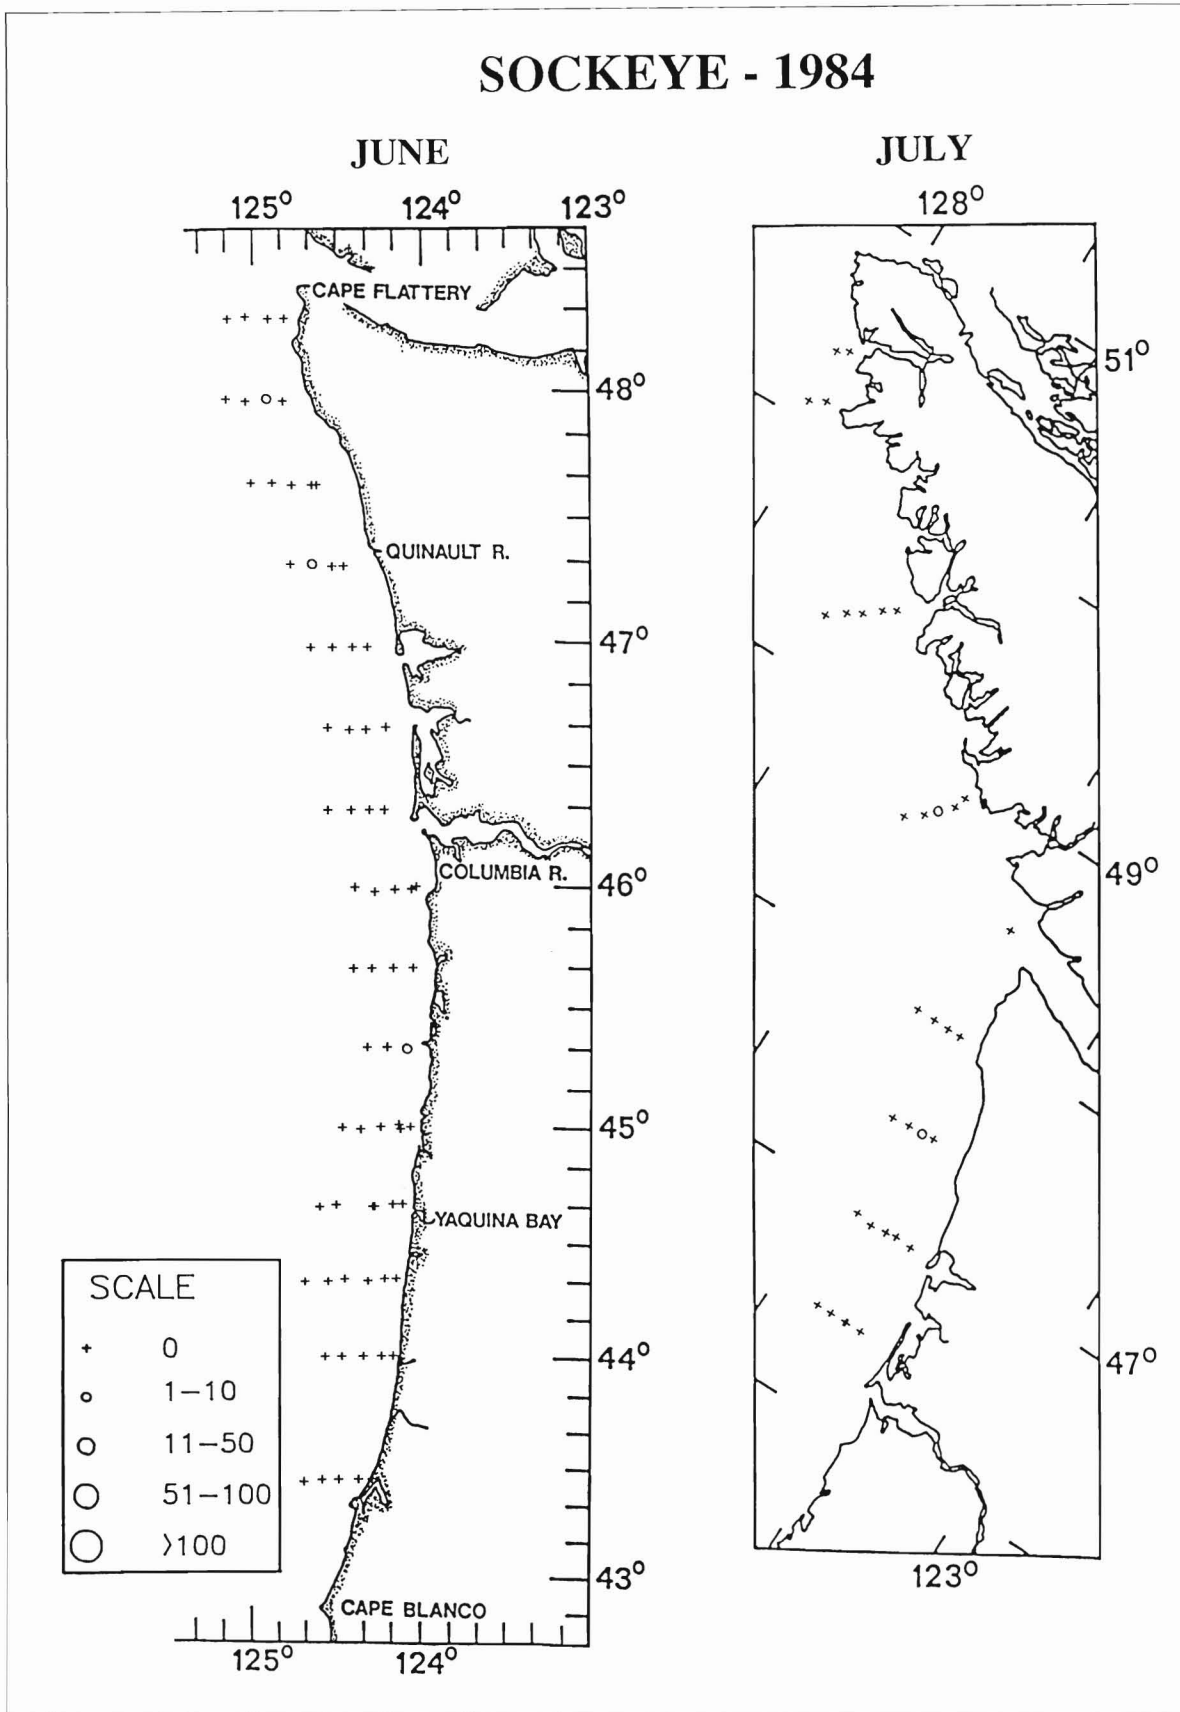 SOCKEYE - 1984
JUNE
JULY
125° 124° 123°
128°
CAPE FLATTERY
51°
48°
QUINAULT R.
47°
COLUMBIA R.
46°
49°
45°
YAQUINA BAY
SCALE
+ 0
1–10
11–50
51–100
>100
44°
47°
43°
CAPE BLANCO
123°
125° 124°